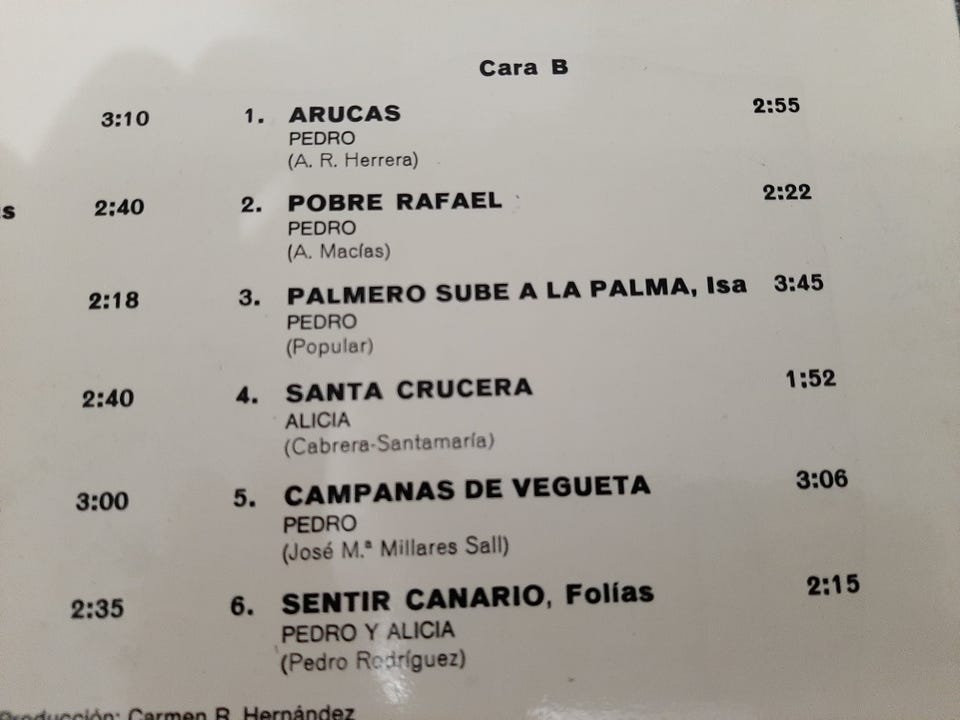 Cara B
3:10
1. ARUCAS 2:55
PEDRO
(A. R. Herrera)
2:40
2. POBRE RAFAEL 2:22
PEDRO
(A. Macías)
2:18
3. PALMERO SUBE A LA PALMA, Isa 3:45
PEDRO
(Popular)
2:40
4. SANTA CRUCERA 1:52
ALICIA
(Cabrera-Santamaría)
3:00
5. CAMPANAS DE VEGUETA 3:06
PEDRO
(José M.ª Millares Sall)
2:35
6. SENTIR CANARIO, Folías 2:15
PEDRO Y ALICIA
(Pedro Rodríguez)
Producción: Carmen R. Hernández